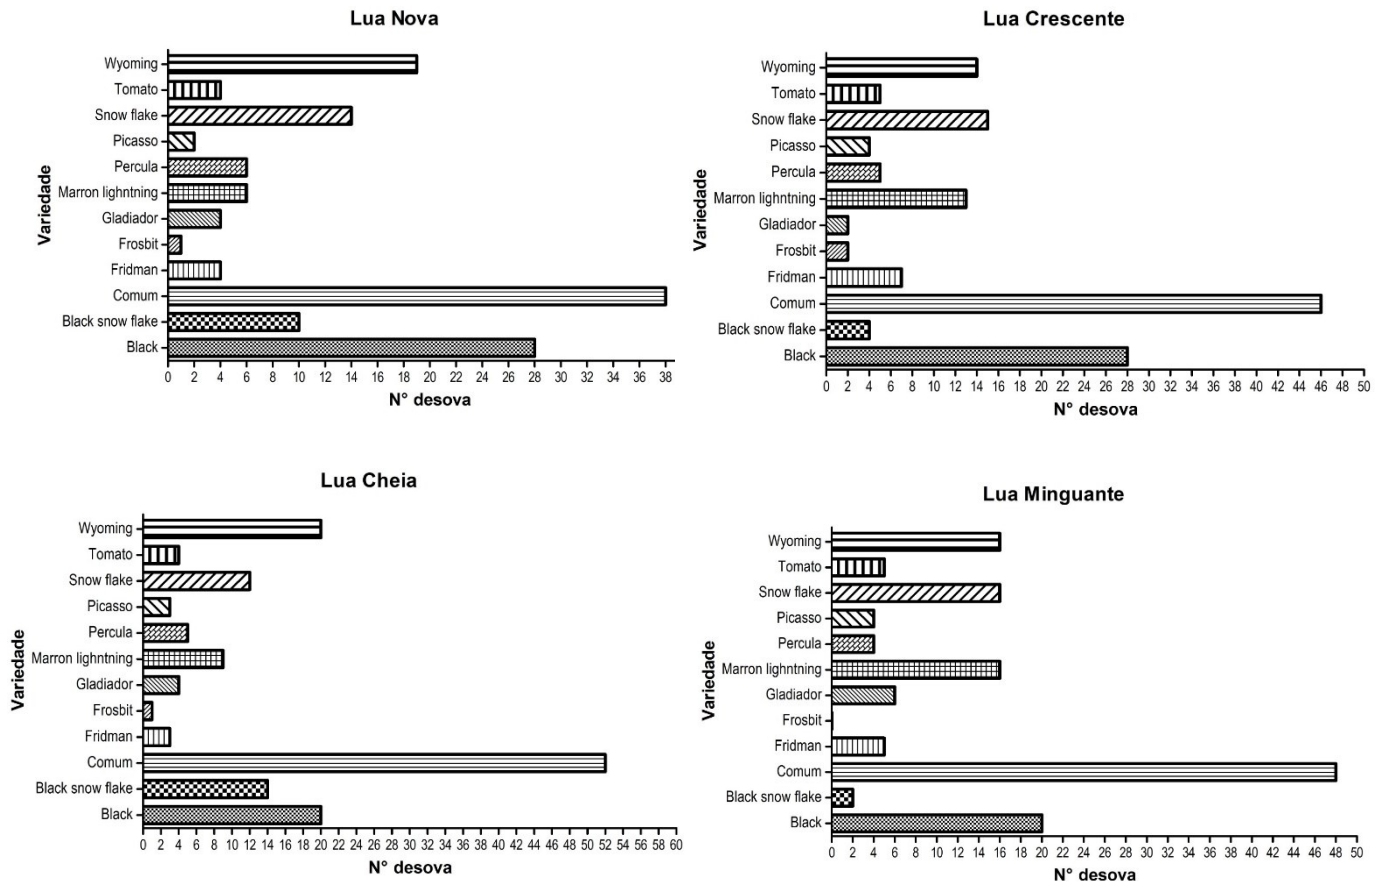 Lua Nova
Variedade
Wyoming
Tomato
Snow flake
Picasso
Percula
Marron lighntning
Gladiador
Frosbit
Fridman
Comum
Black snow flake
Black
0 2 4 6 8 10 12 14 16 18 20 22 24 26 28 30 32 34 36 38
N° desova
Lua Crescente
Variedade
Wyoming
Tomato
Snow flake
Picasso
Percula
Marron lighntning
Gladiador
Frosbit
Fridman
Comum
Black snow flake
Black
0 2 4 6 8 10 12 14 16 18 20 22 24 26 28 30 32 34 36 38 40 42 44 46 48 50
N° desova
Lua Cheia
Variedade
Wyoming
Tomato
Snow flake
Picasso
Percula
Marron lighntning
Gladiador
Frosbit
Fridman
Comum
Black snow flake
Black
0 2 4 6 8 10 12 14 16 18 20 22 24 26 28 30 32 34 36 38 40 42 44 46 48 50 52 54 56 58 60
N° desova
Lua Minguante
Variedade
Wyoming
Tomato
Snow flake
Picasso
Percula
Marron lighntning
Gladiador
Frosbit
Fridman
Comum
Black snow flake
Black
0 2 4 6 8 10 12 14 16 18 20 22 24 26 28 30 32 34 36 38 40 42 44 46 48 50
N° desova